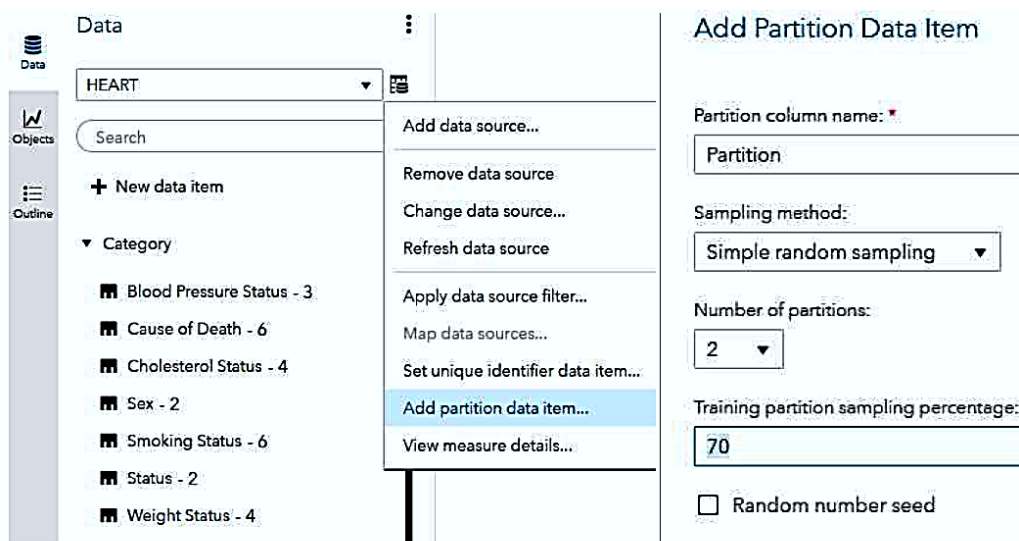 Data
Objects
Outline
Data
HEART
Search
New data item
Category
Blood Pressure Status - 3
Cause of Death - 6
Cholesterol Status - 4
Sex - 2
Smoking Status - 6
Status - 2
Weight Status - 4
Add data source...
Remove data source
Change data source...
Refresh data source
Apply data source filter...
Map data sources...
Set unique identifier data item...
Add partition data item...
View measure details...
Add Partition Data Item
Partition column name: *
Partition
Sampling method:
Simple random sampling
Number of partitions:
2
Training partition sampling percentage:
70
Random number seed